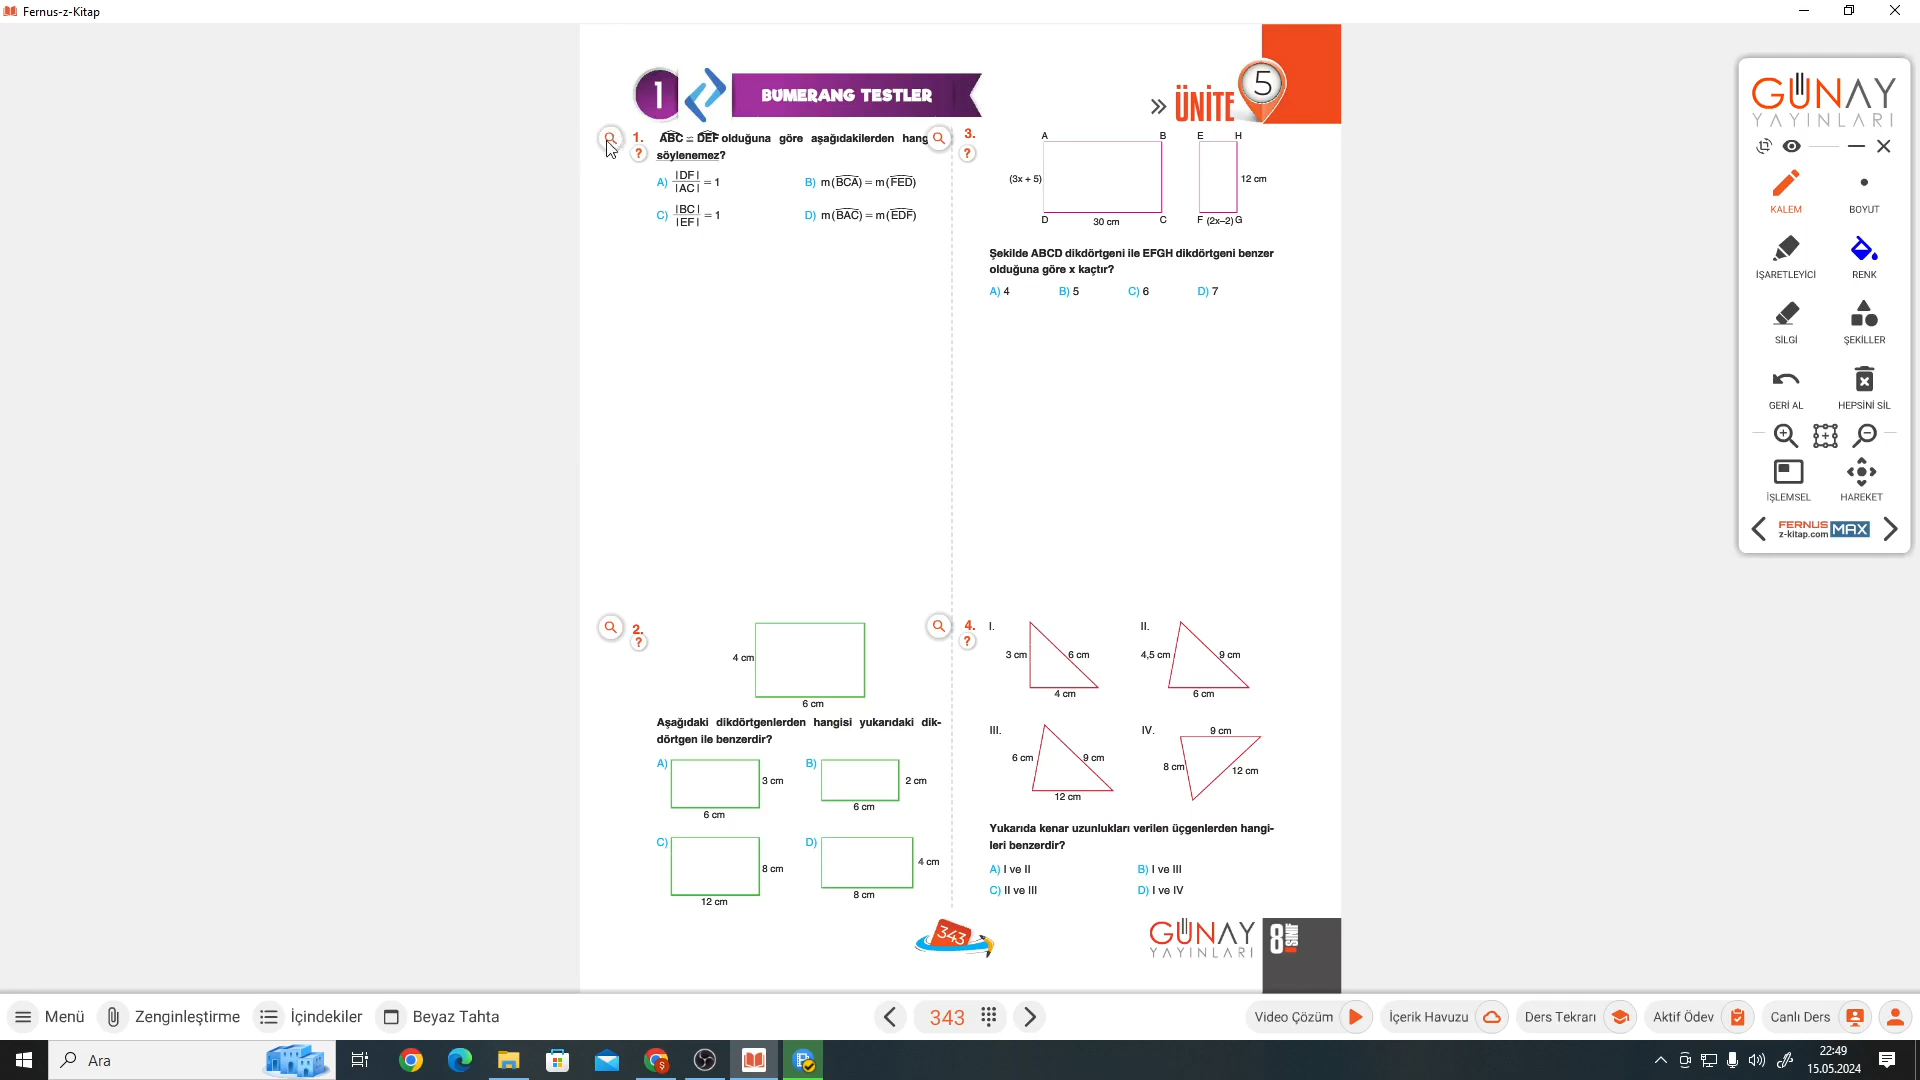 Fernus-z-Kitap
1
BUMERANG TESTLER
ÜNİTE
5
1.
?
ABC = DEF olduğuna göre aşağıdakilerden
söylenemez?
A) |DF| / |AC| = 1
B) m(BCA) = m(FED)
C) |BC| / |EF| = 1
D) m(BAC) = m(EDF)
3.
?
A B E H
(3x + 5)
12 cm
D C F (2x–2) G
30 cm
Şekilde ABCD dikdörtgeni ile EFGH dikdörtgeni benzer
olduğuna göre x kaçtır?
A) 4 B) 5 C) 6 D) 7
2.
?
4 cm
6 cm
Aşağıdaki dikdörtgenlerden hangisi yukarıdaki dik-
dörtgen ile benzerdir?
A)
3 cm
6 cm
B)
2 cm
6 cm
C)
8 cm
12 cm
D)
4 cm
8 cm
4.
?
I.
3 cm 6 cm
4 cm
II.
4,5 cm 9 cm
6 cm
III.
6 cm 9 cm
12 cm
IV.
9 cm
8 cm 12 cm
Yukarıda kenar uzunlukları verilen üçgenlerden hangi-
leri benzerdir?
A) I ve II B) I ve III
C) II ve III D) I ve IV
343
GÜNAY
YAYINLARI
8
SINIF
GÜNAY
YAYINLARI
KALEM BOYUT
İŞARETLEYİCİ RENK
SİLGİ ŞEKİLLER
GERİ AL HEPSİNİ SİL
İŞLEMSEL HAREKET
FERNUS
z-kitap.com MAX
Menü Zenginleştirme İçindekiler Beyaz Tahta
343
Video Çözüm İçerik Havuzu Ders Tekrarı Aktif Ödev Canlı Ders
Ara
22:49
15.05.2024